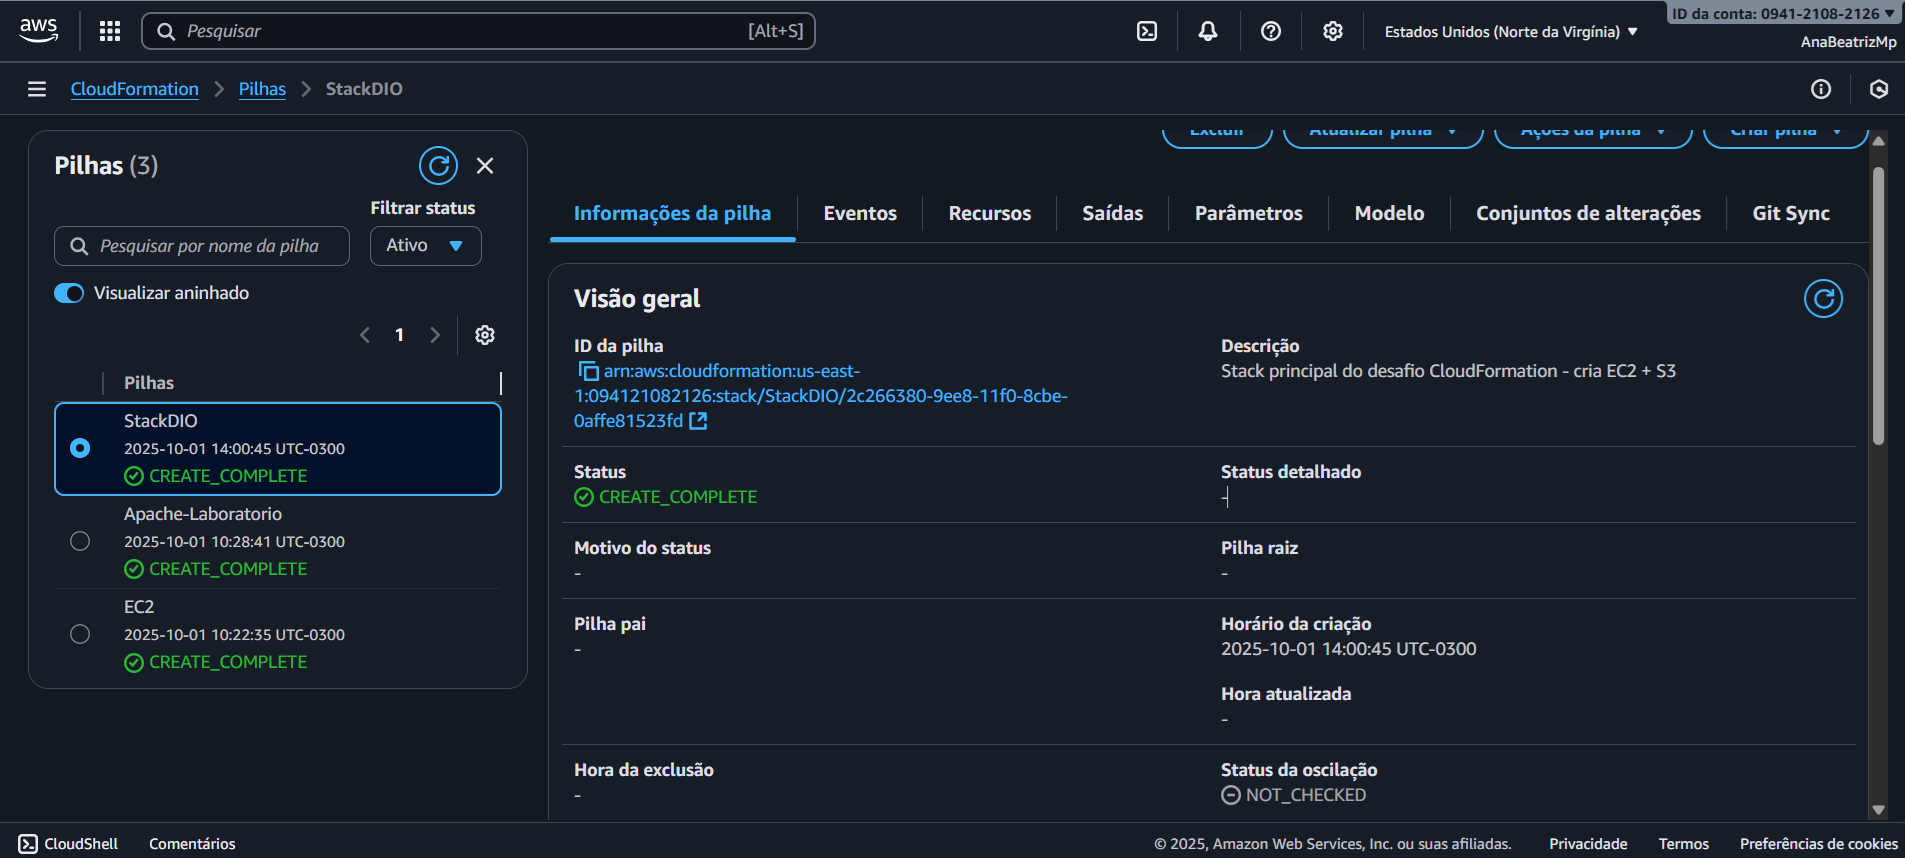 aws
Pesquisar
[Alt+S]
Estados Unidos (Norte da Virgínia)
ID da conta: 0941-2108-2126
AnaBeatrizMp
CloudFormation
Pilhas
StackDIO
Pilhas (3)
Filtrar status
Pesquisar por nome da pilha
Ativo
Visualizar aninhado
1
Pilhas
StackDIO
2025-10-01 14:00:45 UTC-0300
CREATE_COMPLETE
Apache-Laboratorio
2025-10-01 10:28:41 UTC-0300
CREATE_COMPLETE
EC2
2025-10-01 10:22:35 UTC-0300
CREATE_COMPLETE
Excluir
Atualizar pilha
Ações da pilha
Criar pilha
Informações da pilha
Eventos
Recursos
Saídas
Parâmetros
Modelo
Conjuntos de alterações
Git Sync
Visão geral
ID da pilha
arn:aws:cloudformation:us-east-
1:094121082126:stack/StackDIO/2c266380-9ee8-11f0-8cbe-
0affe81523fd
Descrição
Stack principal do desafio CloudFormation - cria EC2 + S3
Status
CREATE_COMPLETE
Status detalhado
-
Motivo do status
-
Pilha raiz
-
Pilha pai
-
Horário da criação
2025-10-01 14:00:45 UTC-0300
Hora atualizada
-
Hora da exclusão
-
Status da oscilação
NOT_CHECKED
CloudShell
Comentários
© 2025, Amazon Web Services, Inc. ou suas afiliadas.
Privacidade
Termos
Preferências de cookies